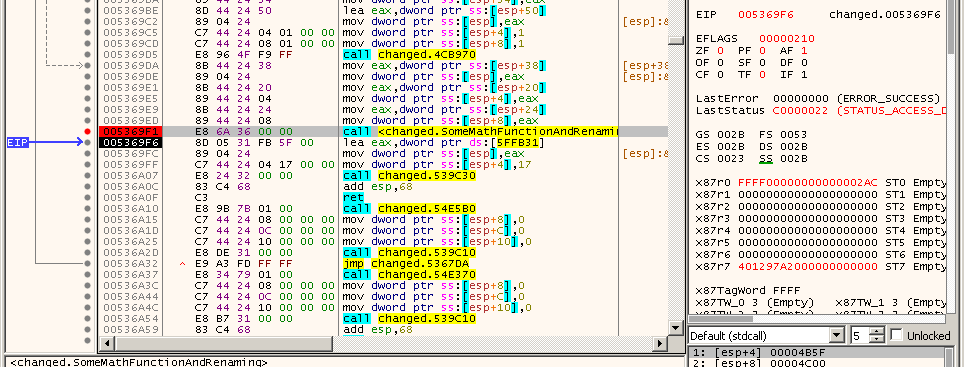 005369BE 8D 44 24 50 lea eax,dword ptr ss:[esp+50]
005369C2 89 04 24 mov dword ptr ss:[esp],eax [esp]:&
005369C5 C7 44 24 04 01 00 00 mov dword ptr ss:[esp+4],1
005369CD C7 44 24 08 01 00 00 mov dword ptr ss:[esp+8],1
005369D5 E8 96 4F F9 FF call changed.4CB970
005369DA 8B 44 24 38 mov eax,dword ptr ss:[esp+38] [esp+38
005369DE 89 04 24 mov dword ptr ss:[esp],eax [esp]:&
005369E1 8B 44 24 20 mov eax,dword ptr ss:[esp+20]
005369E5 89 44 24 04 mov dword ptr ss:[esp+4],eax
005369E9 8B 44 24 24 mov eax,dword ptr ss:[esp+24]
005369ED 89 44 24 08 mov dword ptr ss:[esp+8],eax
005369F1 E8 6A 36 00 00 call <changed.SomeMathFunctionAndRenamin
EIP 005369F6 8D 05 31 FB 5F 00 lea eax,dword ptr ds:[5FFB31]
005369FC 89 04 24 mov dword ptr ss:[esp],eax [esp]:&
005369FF C7 44 24 04 17 00 00 mov dword ptr ss:[esp+4],17
00536A07 E8 24 32 00 00 call changed.539C30
00536A0C 83 C4 68 add esp,68
00536A0F C3 ret
00536A10 E8 9B 7B 01 00 call changed.54E5B0
00536A15 C7 44 24 08 00 00 00 mov dword ptr ss:[esp+8],0
00536A1D C7 44 24 0C 00 00 00 mov dword ptr ss:[esp+C],0
00536A25 C7 44 24 10 00 00 00 mov dword ptr ss:[esp+10],0
00536A2D E8 DE 31 00 00 call changed.539C10
00536A32 ^ E9 A3 FD FF FF jmp changed.5367DA
00536A37 E8 34 79 01 00 call changed.54E370
00536A3C C7 44 24 08 00 00 00 mov dword ptr ss:[esp+8],0
00536A44 C7 44 24 0C 00 00 00 mov dword ptr ss:[esp+C],0
00536A4C C7 44 24 10 00 00 00 mov dword ptr ss:[esp+10],0
00536A54 E8 B7 31 00 00 call changed.539C10
00536A59 83 C4 68 add esp,68
<changed.SomeMathFunctionAndRenaming>
EIP 005369F6 changed.005369F6
EFLAGS 00000210
ZF 0 PF 0 AF 1
OF 0 SF 0 DF 0
CF 0 TF 0 IF 1
LastError 00000000 (ERROR_SUCCESS)
LastStatus C0000022 (STATUS_ACCESS_D
GS 002B FS 0053
ES 002B DS 002B
CS 0023 SS 002B
x87r0 FFFF00000000000002AC ST0 Empty
x87r1 00000000000000000000 ST1 Empty
x87r2 00000000000000000000 ST2 Empty
x87r3 00000000000000000000 ST3 Empty
x87r4 00000000000000000000 ST4 Empty
x87r5 00000000000000000000 ST5 Empty
x87r6 00000000000000000000 ST6 Empty
x87r7 401297A2000000000000 ST7 Empty
x87TagWord FFFF
x87TW_0 3 (Empty) x87TW_1 3 (Empty)
Default (stdcall) 5 Unlocked
1: [esp+4] 00004B5F
2: [esp+8] 00004C00